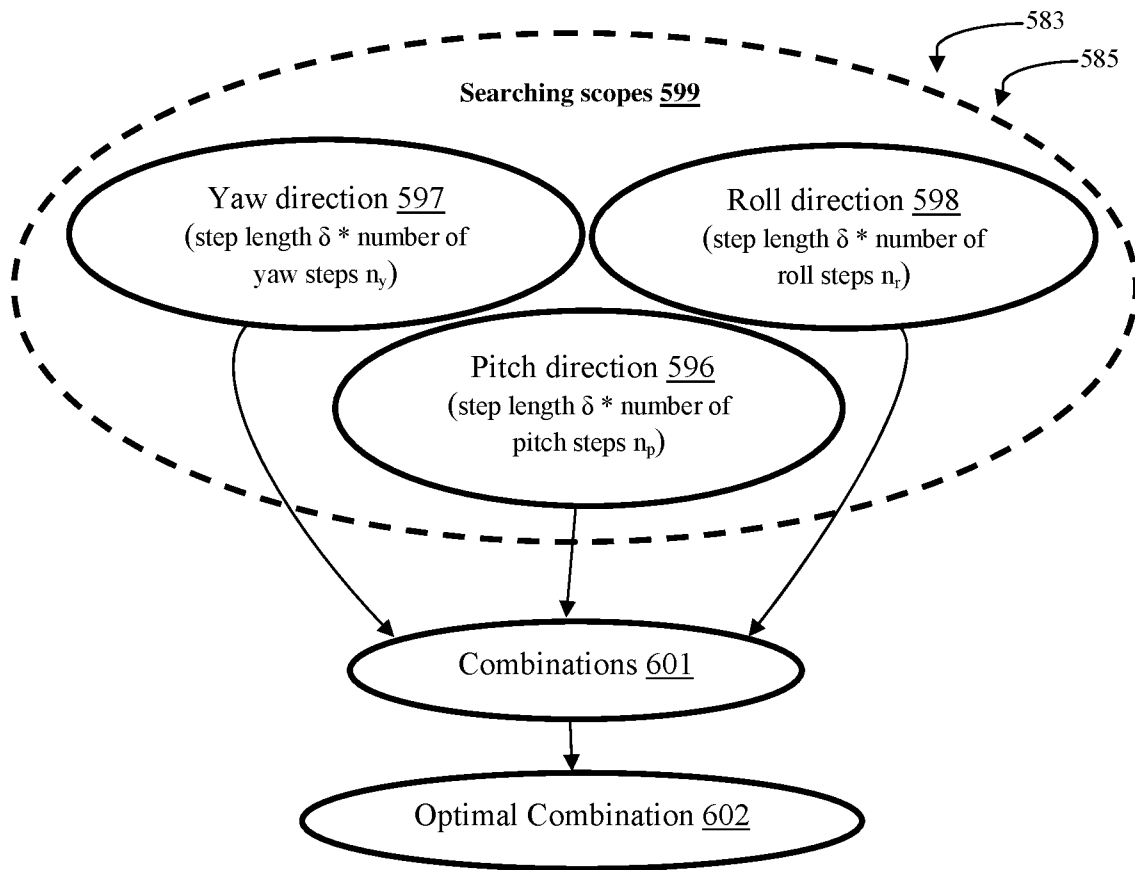 583
585
Searching scopes 599
Yaw direction 597
(step length δ * number of
yaw steps ny)
Roll direction 598
(step length δ * number of
roll steps nr)
Pitch direction 596
(step length δ * number of
pitch steps np)
Combinations 601
Optimal Combination 602